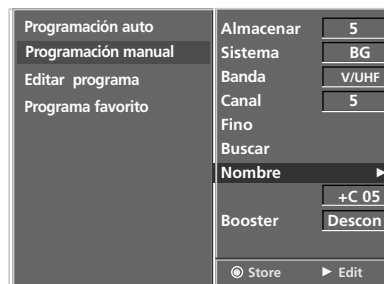 Programación auto
Programación manual
Editar programa
Programa favorito
Almacenar 5
Sistema BG
Banda V/UHF
Canal 5
Fino
Buscar
Nombre ►
+C 05
Booster Descon
◉ Store ► Edit